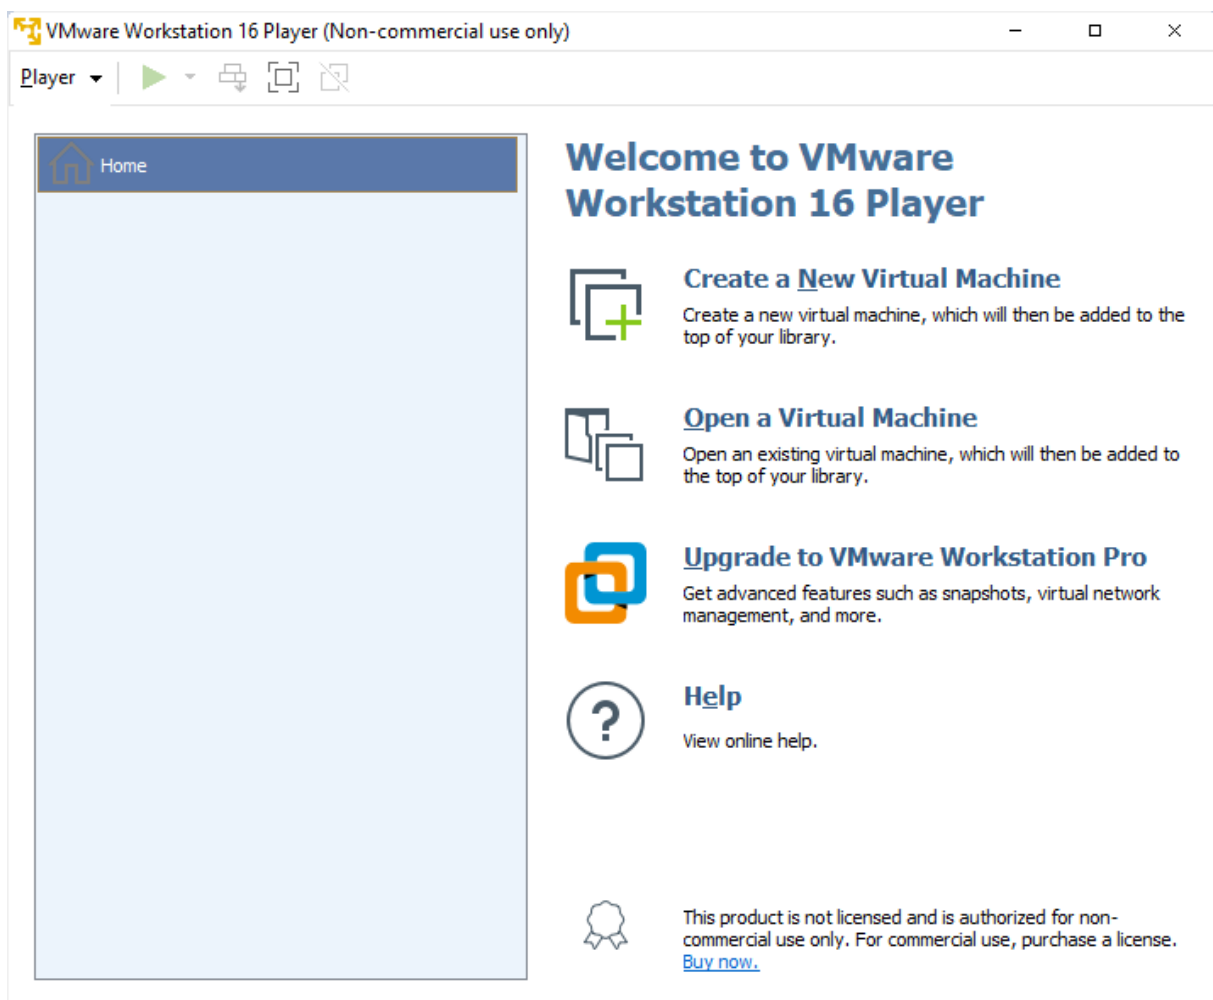 VMware Workstation 16 Player (Non-commercial use only)
Player
Home
Welcome to VMware
Workstation 16 Player
Create a New Virtual Machine
Create a new virtual machine, which will then be added to the
top of your library.
Open a Virtual Machine
Open an existing virtual machine, which will then be added to
the top of your library.
Upgrade to VMware Workstation Pro
Get advanced features such as snapshots, virtual network
management, and more.
Help
View online help.
This product is not licensed and is authorized for non-
commercial use only. For commercial use, purchase a license.
Buy now.